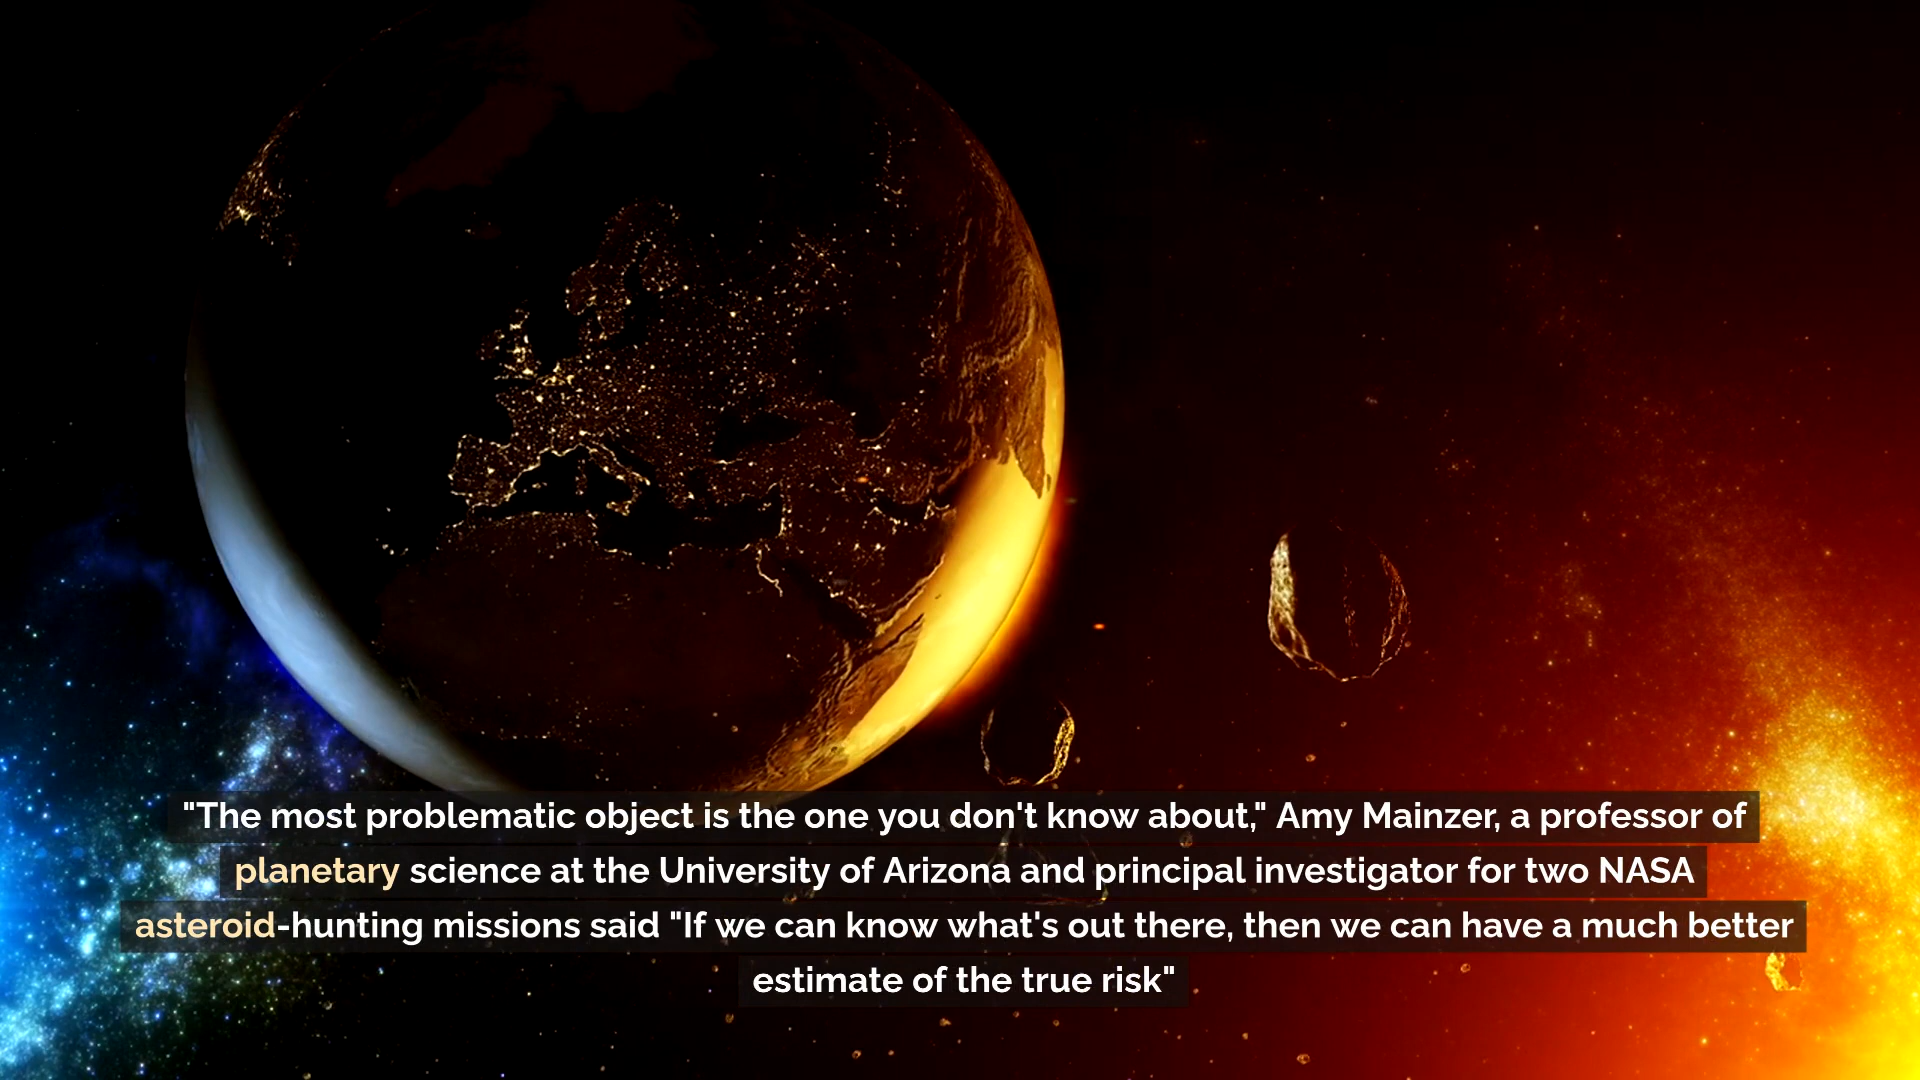 "The most problematic object is the one you don't know about," Amy Mainzer, a professor of
planetary science at the University of Arizona and principal investigator for two NASA
asteroid-hunting missions said "If we can know what's out there, then we can have a much better
estimate of the true risk"